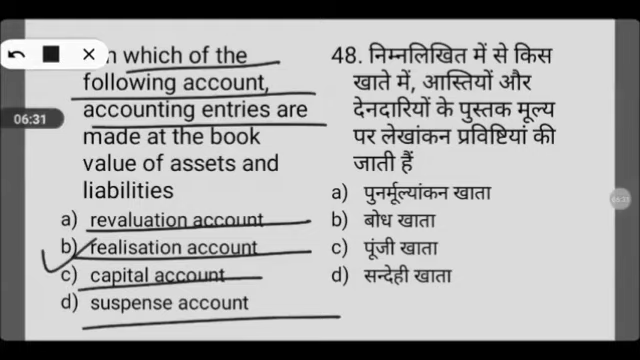 n which of the
following account,
accounting entries are
made at the book
value of assets and
liabilities
a) revaluation account
b) realisation account
c) capital account
d) suspense account
48. निम्नलिखित में से किस
खाते में, आस्तियों और
देनदारियों के पुस्तक मूल्य
पर लेखांकन प्रविष्टियां की
जाती हैं
a) पुनर्मूल्यांकन खाता
b) बोध खाता
c) पूंजी खाता
d) सन्देही खाता
06:31